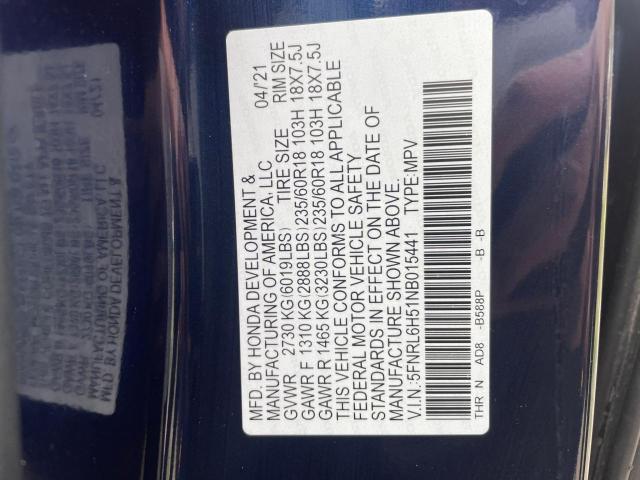 MFD. BY HONDA DEVELOPMENT &
MANUFACTURING OF AMERICA, LLC 04/'21
GVWR 2730 KG(6019LBS) TIRE SIZE RIM SIZE
GAWR F 1310 KG(2888LBS)235/60R18 103H 18X7.5J
GAWR R 1465 KG(3230LBS)235/60R18 103H 18X7.5J
THIS VEHICLE CONFORMS TO ALL APPLICABLE
FEDERAL MOTOR VEHICLE SAFETY
STANDARDS IN EFFECT ON THE DATE OF
MANUFACTURE SHOWN ABOVE.
V.I.N.:5FNRL6H51NB015441 TYPE:MPV
THR N AD8 -B588P -B -B